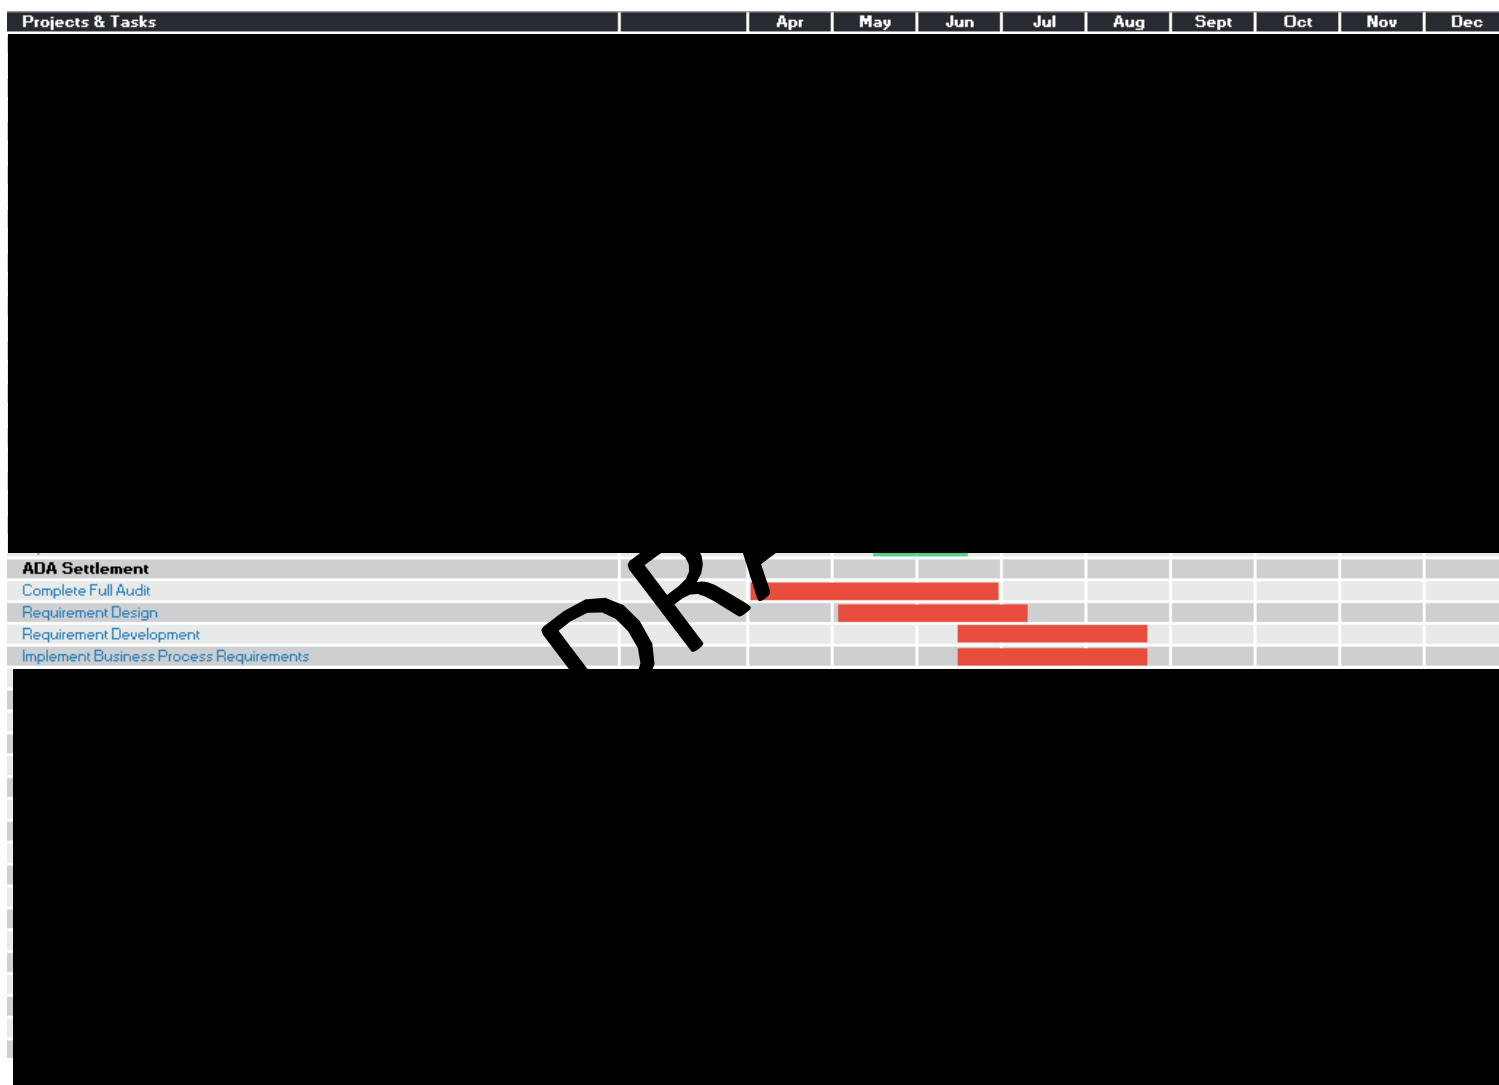 Projects & Tasks Apr May Jun Jul Aug Sept Oct Nov Dec
ADA Settlement
Complete Full Audit
Requirement Design
Requirement Development
Implement Business Process Requirements